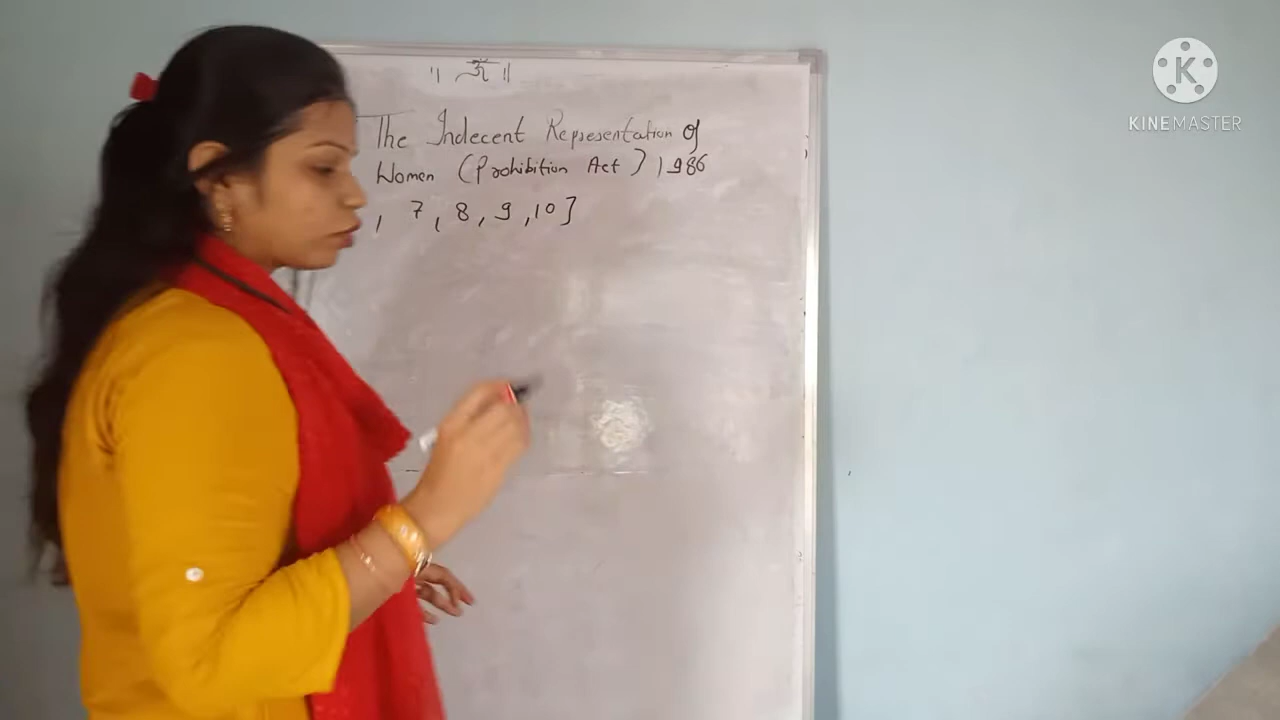 ॥ ॐ ॥
The Indecent Representation of
Women (Prohibition Act) 1986
, 7, 8, 9, 10]
KINEMASTER